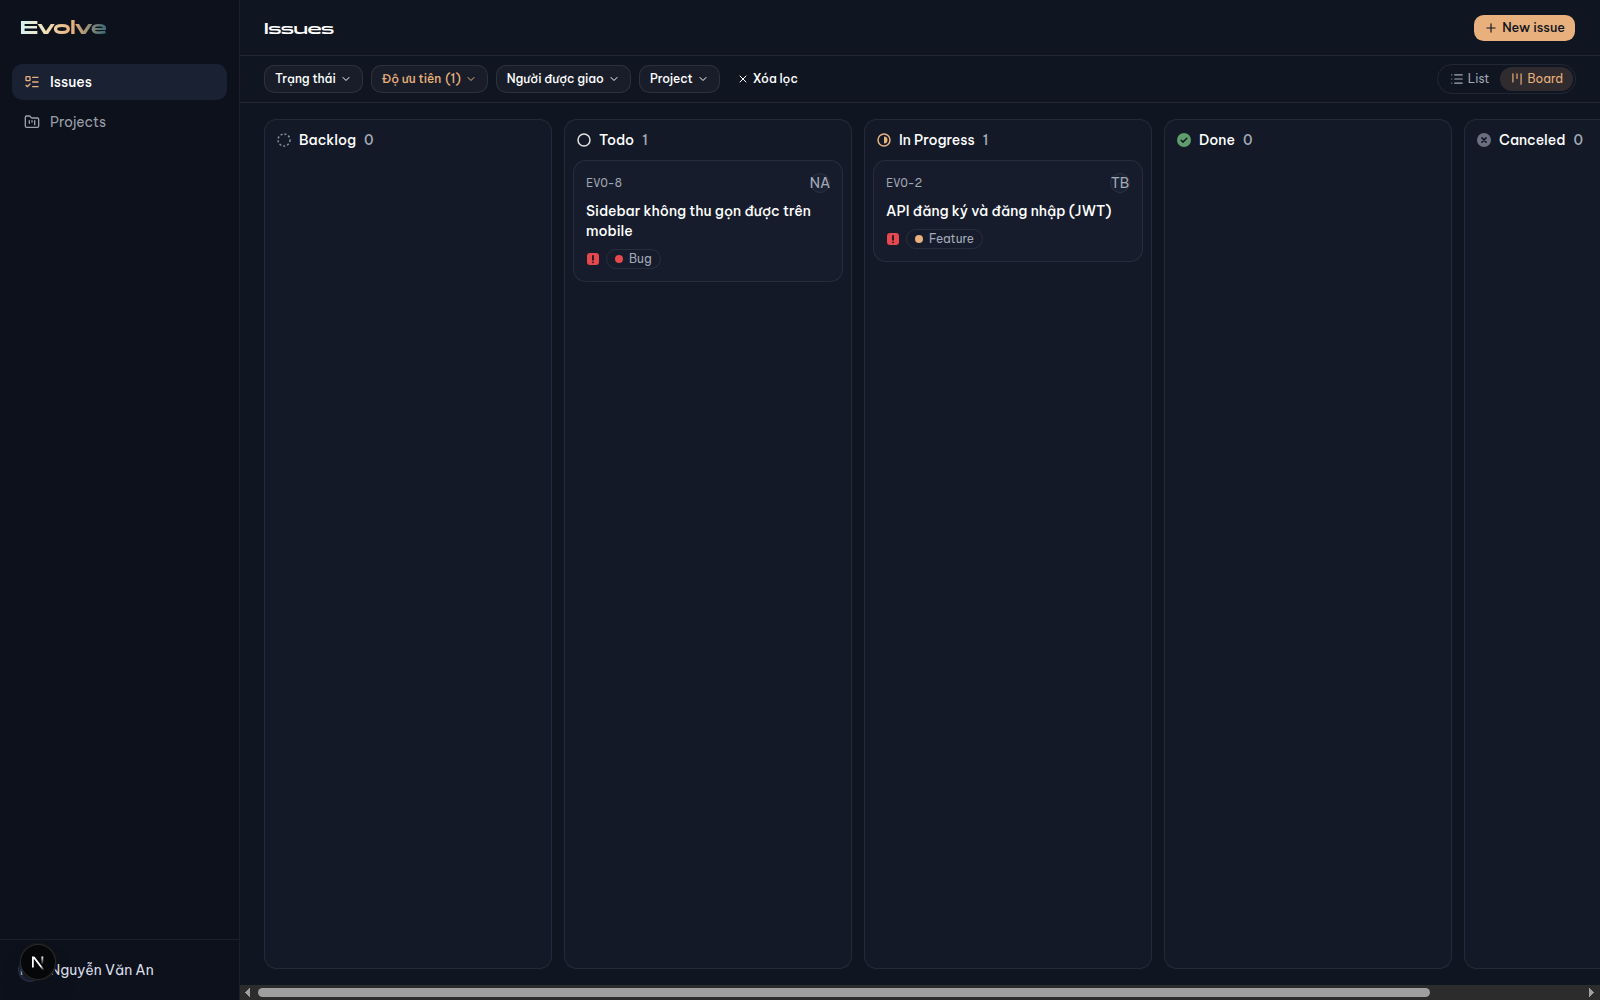 Evolve
Issues
Projects
Issues
New issue
Trạng thái
Độ ưu tiên (1)
Người được giao
Project
Xóa lọc
List
Board
Backlog 0
Todo 1
EVO-8
NA
Sidebar không thu gọn được trên
mobile
Bug
In Progress 1
EVO-2
TB
API đăng ký và đăng nhập (JWT)
Feature
Done 0
Canceled 0
N
Nguyễn Văn An